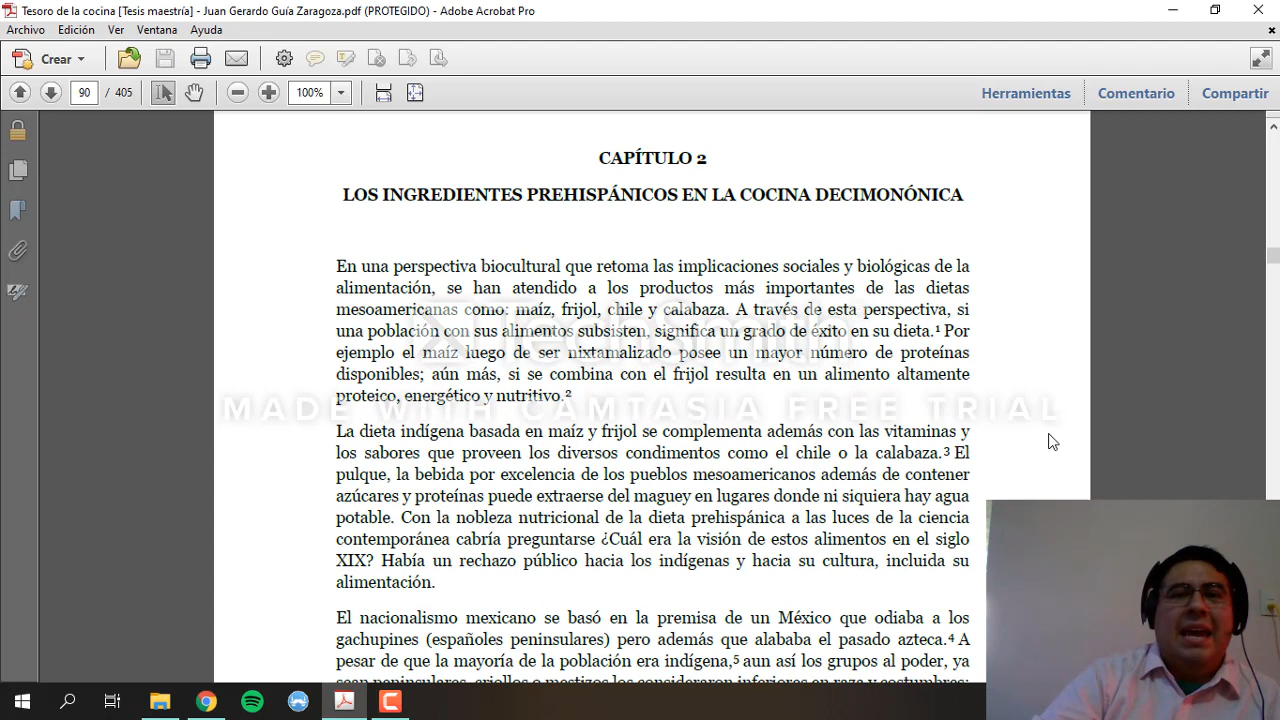 Tesoro de la cocina [Tesis maestría] - Juan Gerardo Guía Zaragoza.pdf (PROTEGIDO) - Adobe Acrobat Pro
Archivo Edición Ver Ventana Ayuda
Crear
90 / 405 100% Herramientas Comentario Compartir
CAPÍTULO 2
LOS INGREDIENTES PREHISPÁNICOS EN LA COCINA DECIMONÓNICA
En una perspectiva biocultural que retoma las implicaciones sociales y biológicas de la
alimentación, se han atendido a los productos más importantes de las dietas
mesoamericanas como: maíz, frijol, chile y calabaza. A través de esta perspectiva, si
una población con sus alimentos subsisten, significa un grado de éxito en su dieta.¹ Por
ejemplo el maíz luego de ser nixtamalizado posee un mayor número de proteínas
disponibles; aún más, si se combina con el frijol resulta en un alimento altamente
proteico, energético y nutritivo.²
TechSmith
MADE WITH CAMTASIA FREE TRIAL
La dieta indígena basada en maíz y frijol se complementa además con las vitaminas y
los sabores que proveen los diversos condimentos como el chile o la calabaza.³ El
pulque, la bebida por excelencia de los pueblos mesoamericanos además de contener
azúcares y proteínas puede extraerse del maguey en lugares donde ni siquiera hay agua
potable. Con la nobleza nutricional de la dieta prehispánica a las luces de la ciencia
contemporánea cabría preguntarse ¿Cuál era la visión de estos alimentos en el siglo
XIX? Había un rechazo público hacia los indígenas y hacia su cultura, incluida su
alimentación.
El nacionalismo mexicano se basó en la premisa de un México que odiaba a los
gachupines (españoles peninsulares) pero además que alababa el pasado azteca.⁴ A
pesar de que la mayoría de la población era indígena,⁵ aun así los grupos al poder, ya
sean peninsulares, criollos o mestizos los consideraron inferiores en raza y costumbres;